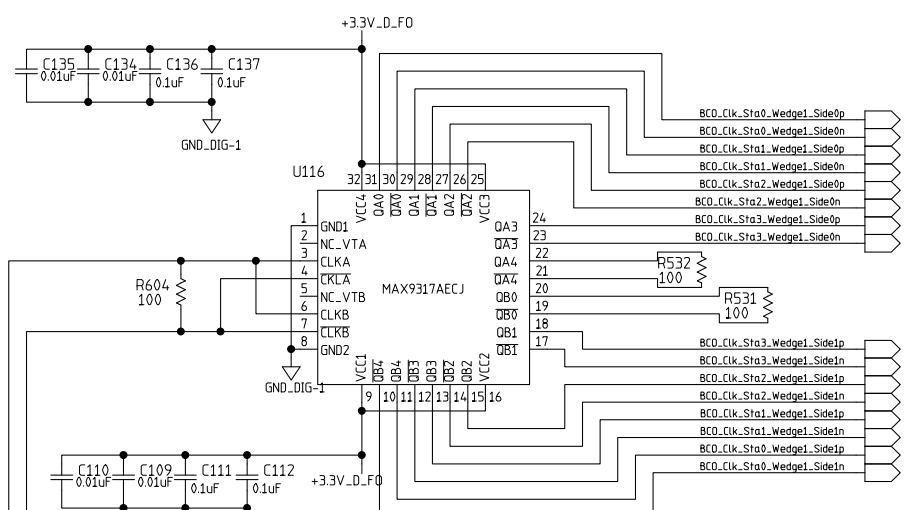 +3.3V_D_FO
C135
0.01uF
C134
0.01uF
C136
0.1uF
C137
0.1uF
GND_DIG-1
BCO_Clk_Sta0_Wedge1_Side0p
BCO_Clk_Sta0_Wedge1_Side0n
BCO_Clk_Sta1_Wedge1_Side0p
BCO_Clk_Sta1_Wedge1_Side0n
BCO_Clk_Sta2_Wedge1_Side0p
BCO_Clk_Sta2_Wedge1_Side0n
BCO_Clk_Sta3_Wedge1_Side0p
BCO_Clk_Sta3_Wedge1_Side0n
U116
32 31 30 29 28 27 26 25
VCC4 QA0 QA0 QA1 QA1 QA2 QA2 VCC3
1 GND1
2 NC_VTA
3 CLKA
4 CKLA
5 NC_VTB
6 CLKB
7 CLKB
8 GND2
MAX9317AECJ
QA3 24
QA3 23
QA4 22
QA4 21
QB0 20
QB0 19
QB1 18
QB1 17
R604
100
R532
100
R531
100
VCC1 QB4 QB4 QB3 QB3 QB2 QB2 VCC2
9 10 11 12 13 14 15 16
GND_DIG-1
BCO_Clk_Sta3_Wedge1_Side1p
BCO_Clk_Sta3_Wedge1_Side1n
BCO_Clk_Sta2_Wedge1_Side1p
BCO_Clk_Sta2_Wedge1_Side1n
BCO_Clk_Sta1_Wedge1_Side1p
BCO_Clk_Sta1_Wedge1_Side1n
BCO_Clk_Sta0_Wedge1_Side1p
BCO_Clk_Sta0_Wedge1_Side1n
C110
0.01uF
C109
0.01uF
C111
0.1uF
C112
0.1uF
+3.3V_D_FO